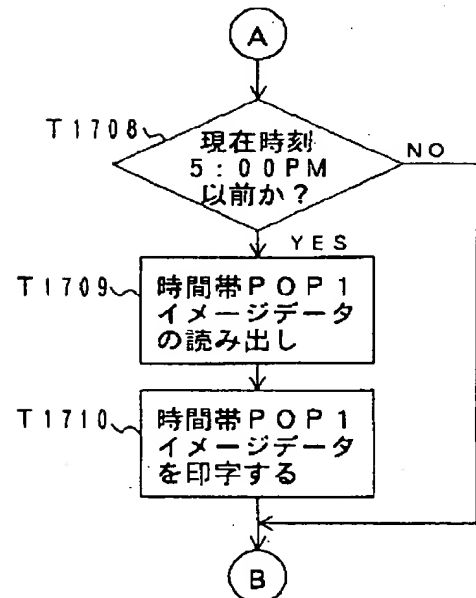 A
T1708
現在時刻
5:00PM
以前か?
NO
YES
T1709
時間帯POP1
イメージデータ
の読み出し
T1710
時間帯POP1
イメージデータ
を印字する
B